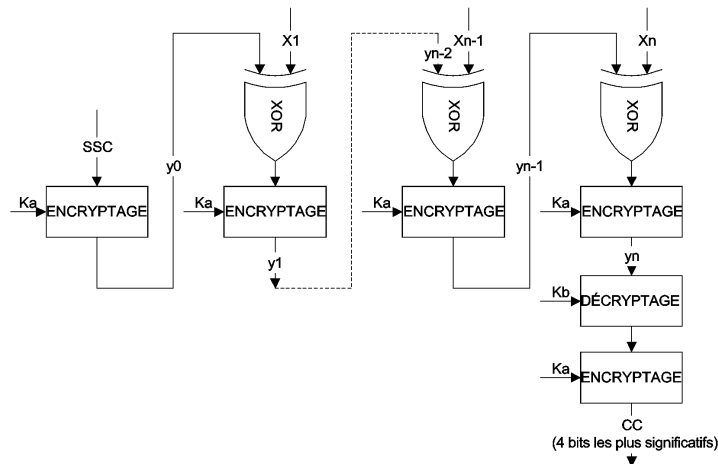 X1
Xn-1
Xn
yn-2
XOR
XOR
XOR
SSC
y0
yn-1
Ka
ENCRYPTAGE
Ka
ENCRYPTAGE
Ka
ENCRYPTAGE
Ka
ENCRYPTAGE
y1
yn
Kb
DÉCRYPTAGE
Ka
ENCRYPTAGE
CC
(4 bits les plus significatifs)